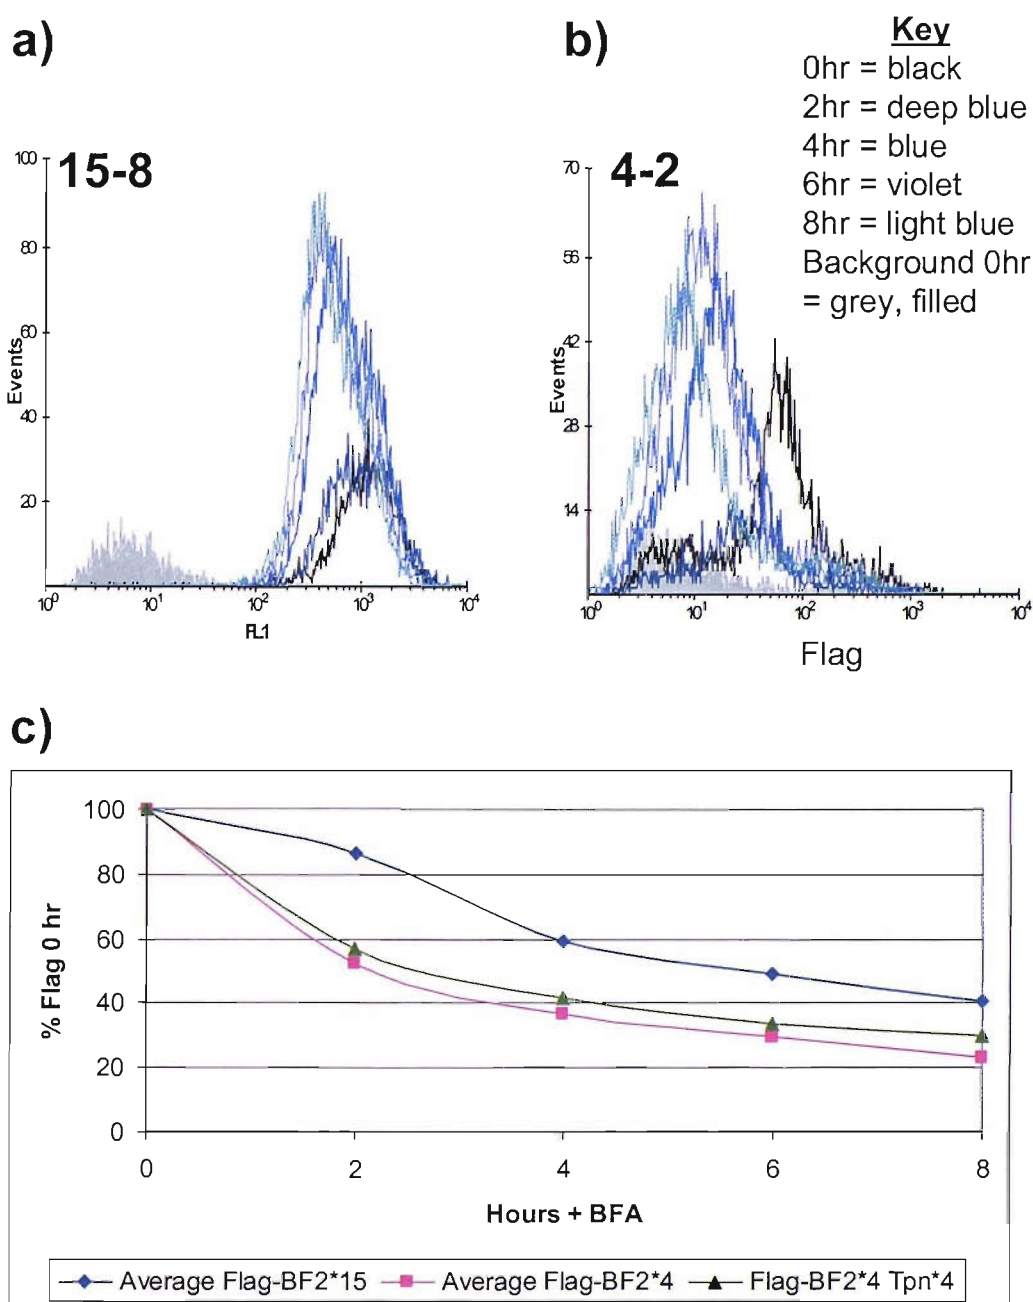 a)
b)
Key
0hr = black
2hr = deep blue
4hr = blue
6hr = violet
8hr = light blue
Background 0hr
= grey, filled
15-8
100
80
60
40
20
Events
10⁰ 10¹ 10² 10³ 10⁴
FL1
4-2
70
56
42
28
14
Events
10⁰ 10¹ 10² 10³ 10⁴
Flag
c)
100
80
60
40
20
0
% Flag 0 hr
0 2 4 6 8
Hours + BFA
Average Flag-BF2*15 Average Flag-BF2*4 Flag-BF2*4 Tpn*4